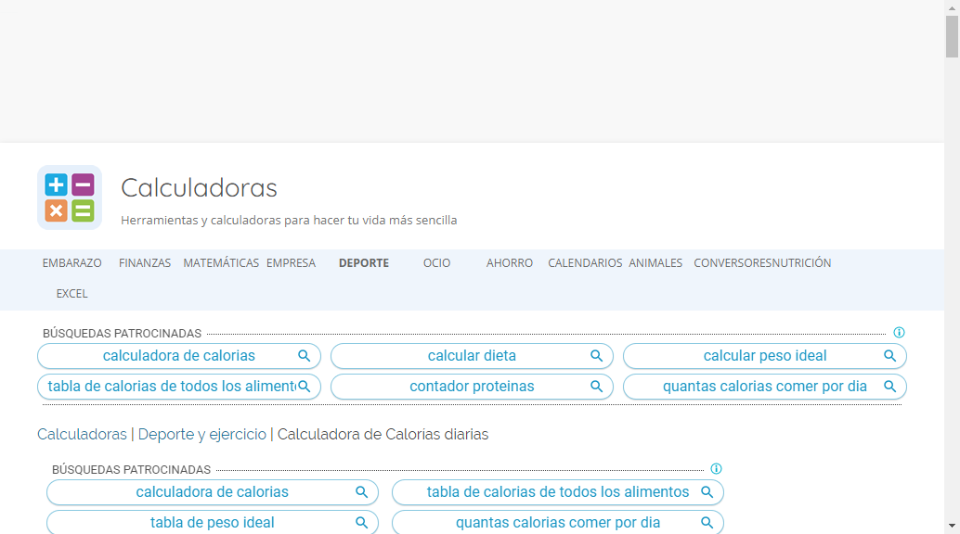 Calculadoras
Herramientas y calculadoras para hacer tu vida más sencilla
EMBARAZO FINANZAS MATEMÁTICAS EMPRESA DEPORTE OCIO AHORRO CALENDARIOS ANIMALES CONVERSORES NUTRICIÓN
EXCEL
BÚSQUEDAS PATROCINADAS
calculadora de calorias calcular dieta calcular peso ideal
tabla de calorias de todos los aliment contador proteinas quantas calorias comer por dia
Calculadoras | Deporte y ejercicio | Calculadora de Calorías diarias
BÚSQUEDAS PATROCINADAS
calculadora de calorias tabla de calorias de todos los alimentos
tabla de peso ideal quantas calorias comer por dia